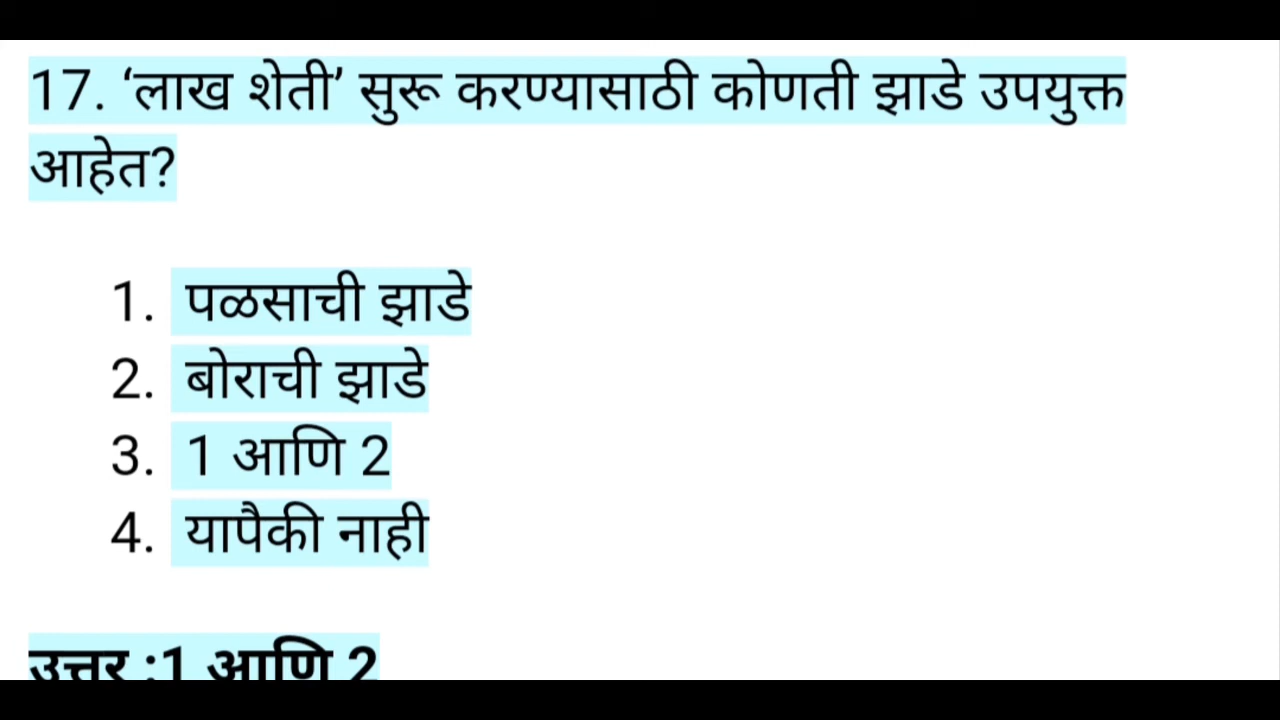 17. ‘लाख शेती’ सुरू करण्यासाठी कोणती झाडे उपयुक्त
आहेत?
1. पळसाची झाडे
2. बोराची झाडे
3. 1 आणि 2
4. यापैकी नाही
उत्तर :1 आणि 2